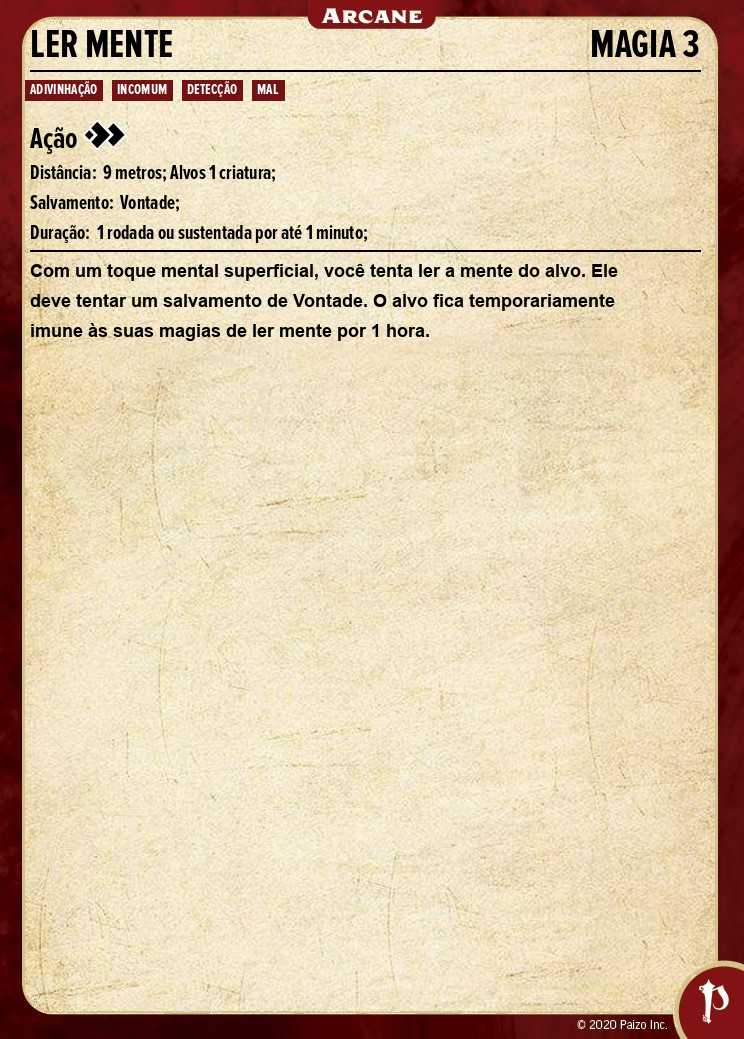 ARCANE
LER MENTE MAGIA 3
ADIVINHAÇÃO INCOMUM DETECÇÃO MAL
Ação
Distância: 9 metros; Alvos 1 criatura;
Salvamento: Vontade;
Duração: 1 rodada ou sustentada por até 1 minuto;
Com um toque mental superficial, você tenta ler a mente do alvo. Ele
deve tentar um salvamento de Vontade. O alvo fica temporariamente
imune às suas magias de ler mente por 1 hora.
© 2020 Paizo Inc.
P